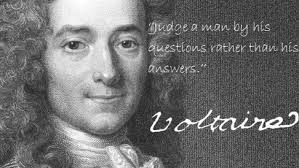 "Judge a man by his
questions rather than his
answers."
Voltaire